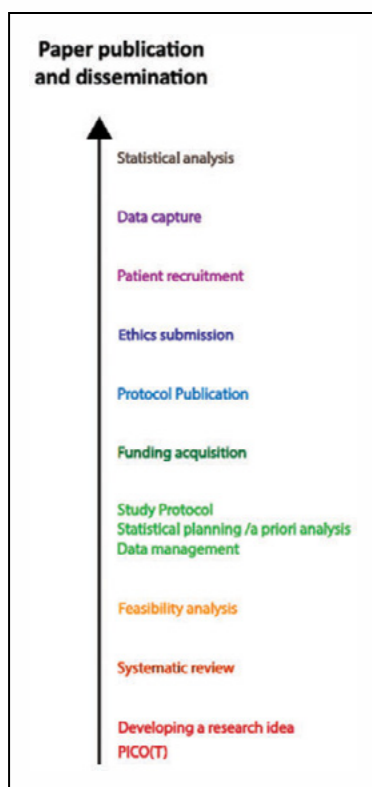 Paper publication
and dissemination
Statistical analysis
Data capture
Patient recruitment
Ethics submission
Protocol Publication
Funding acquisition
Study Protocol
Statistical planning /a priori analysis
Data management
Feasibility analysis
Systematic review
Developing a research idea
PICO(T)